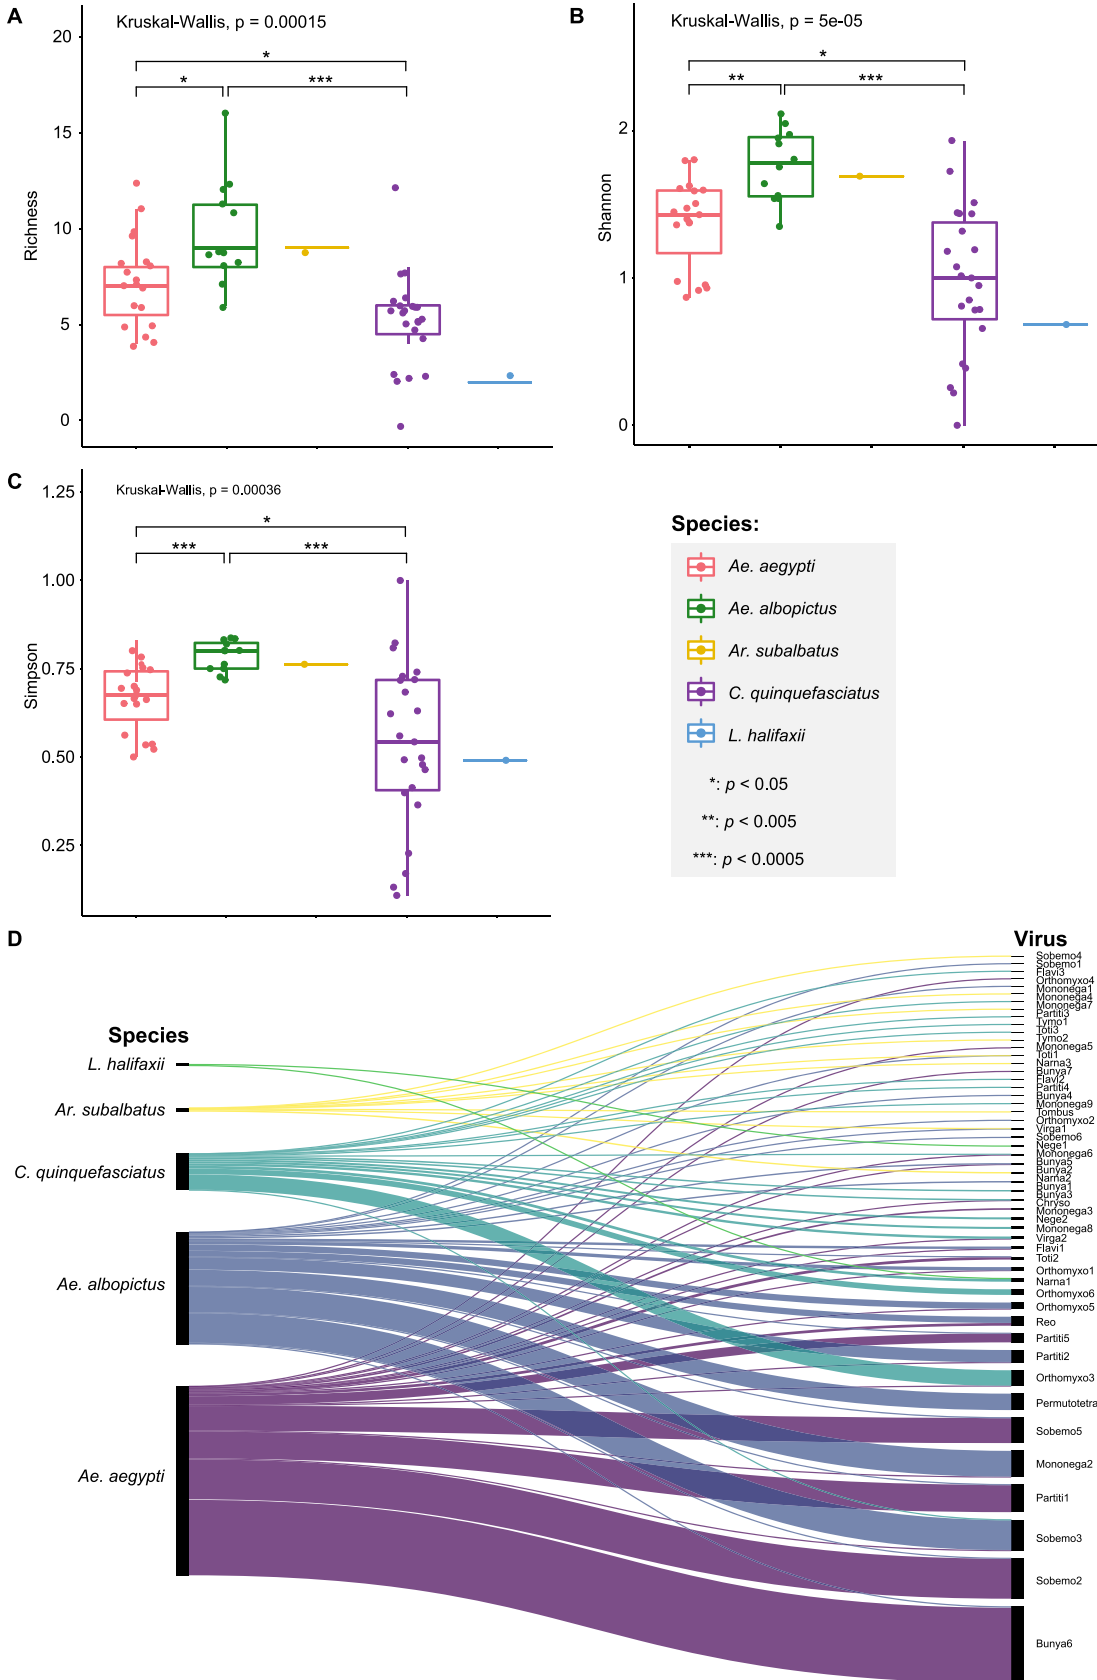 A
Kruskal-Wallis, p = 0.00015
Richness
20
15
10
5
0
*
*
***
B
Kruskal-Wallis, p = 5e-05
Shannon
2
1
0
*
**
***
C
Kruskal-Wallis, p = 0.00036
Simpson
1.25
1.00
0.75
0.50
0.25
*
***
***
Species:
Ae. aegypti
Ae. albopictus
Ar. subalbatus
C. quinquefasciatus
L. halifaxii
*: p < 0.05
**: p < 0.005
***: p < 0.0005
D
Species
L. halifaxii
Ar. subalbatus
C. quinquefasciatus
Ae. albopictus
Ae. aegypti
Virus
Sobemo4
Sobemo1
Flavi3
Orthomyxo4
Mononega1
Mononega4
Mononega7
Partiti3
Tymo1
Toti3
Tymo2
Mononega5
Toti1
Narna3
Bunya7
Flavi2
Partiti4
Bunya4
Mononega9
Tombus
Orthomyxo2
Virga1
Sobemo6
Nege1
Mononega6
Bunya5
Bunya2
Narna2
Bunya1
Bunya3
Chryso
Mononega3
Nege2
Mononega8
Virga2
Flavi1
Toti2
Orthomyxo1
Narna1
Orthomyxo6
Orthomyxo5
Reo
Partiti5
Partiti2
Orthomyxo3
Permutotetra
Sobemo5
Mononega2
Partiti1
Sobemo3
Sobemo2
Bunya6